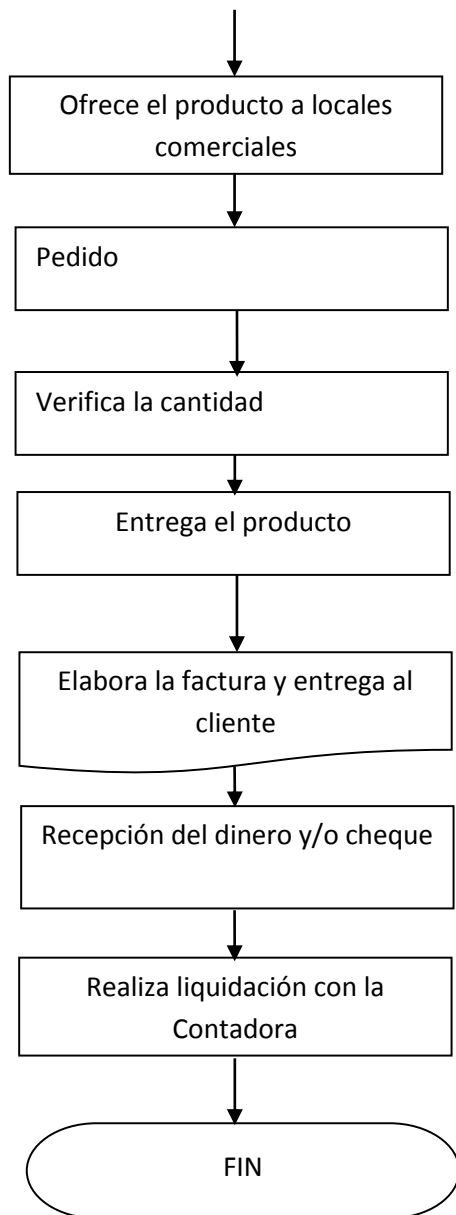 Ofrece el producto a locales
comerciales
Pedido
Verifica la cantidad
Entrega el producto
Elabora la factura y entrega al
cliente
Recepción del dinero y/o cheque
Realiza liquidación con la
Contadora
FIN